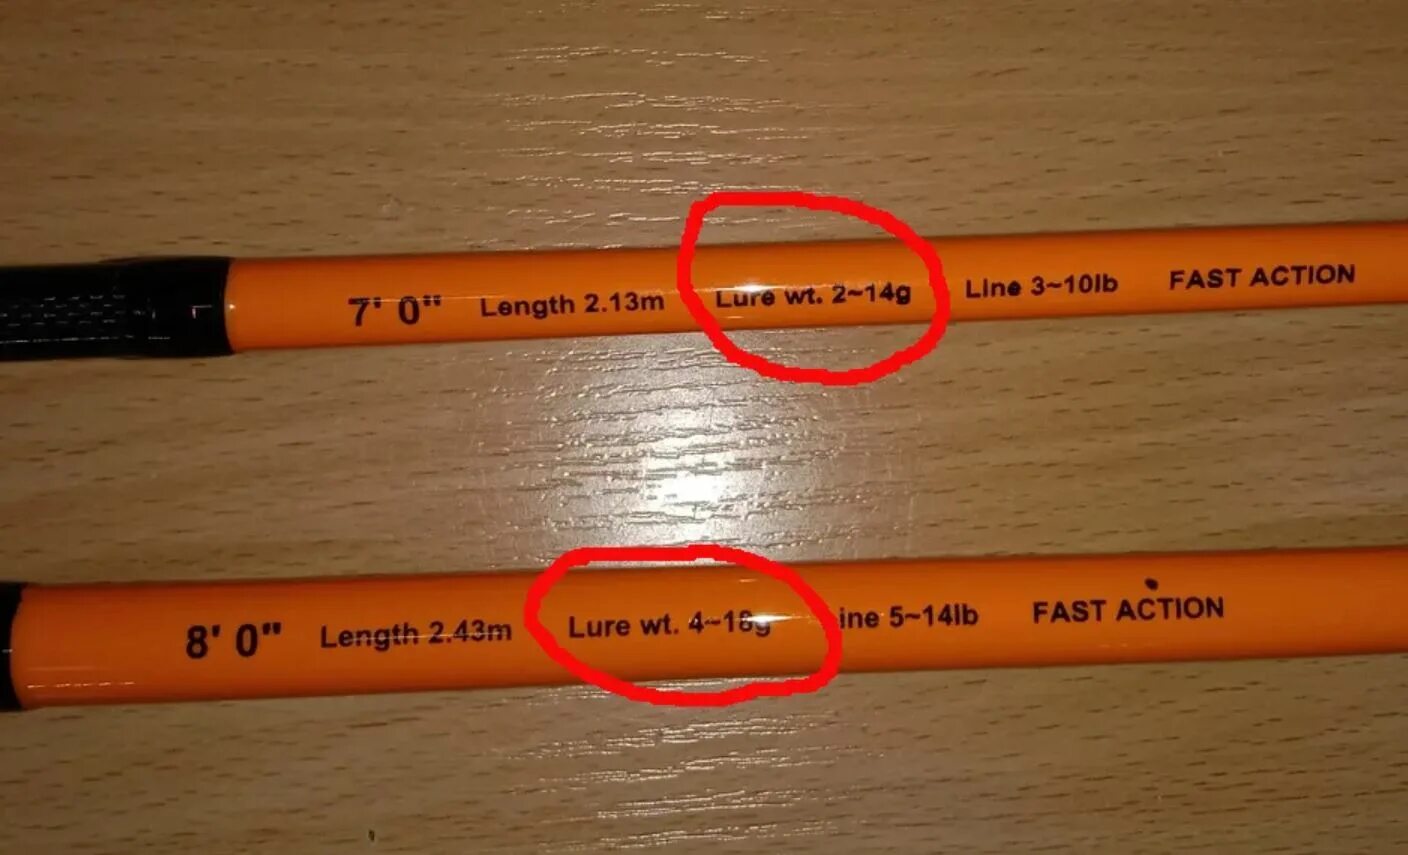 7' 0" Length 2.13m Lure wt. 2~14g Line 3~10lb FAST ACTION
8' 0" Length 2.43m Lure wt. 4~18g ine 5~14lb FAST ACTION